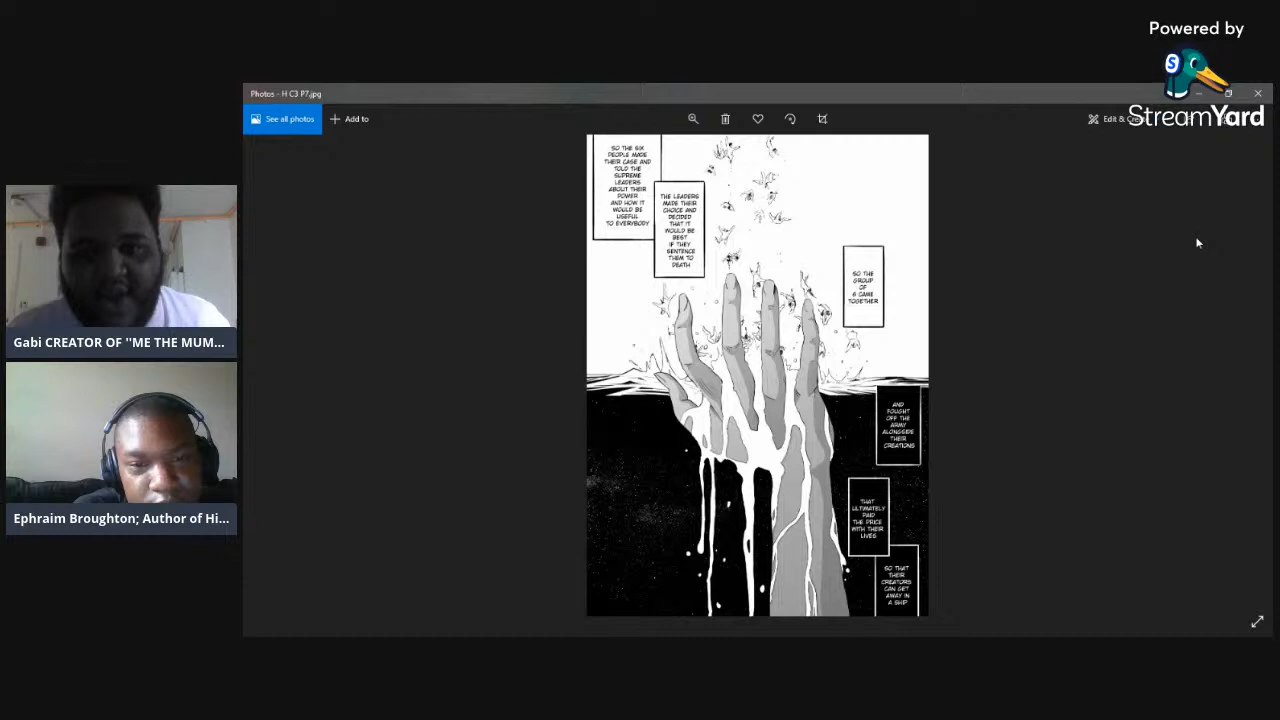 Powered by
StreamYard
Photos - H C3 P7.jpg
See all photos
Add to
Edit &
SO THE SIX
PEOPLE MADE
THEIR CASE AND
TOLD THE
SUPREME
LEADERS
ABOUT THEIR
POWER
AND HOW IT
WOULD BE
USEFUL
TO EVERYBODY
THE LEADERS
MADE THEIR
CHOICE AND
DECIDED
THAT IT
WOULD BE
BEST
IF THEY
SENTENCE
THEM TO
DEATH
SO THE
GROUP
OF
6 CAME
TOGETHER
AND
FOUGHT
OFF THE
ARMY
ALONGSIDE
THEIR
CREATIONS
THAT
ULTIMATELY
PAID
THE PRICE
WITH THEIR
LIVES
SO THAT
THEIR
CREATORS
CAN GET
AWAY IN
A SHIP
Gabi CREATOR OF "ME THE MUM...
Ephraim Broughton; Author of Hi...